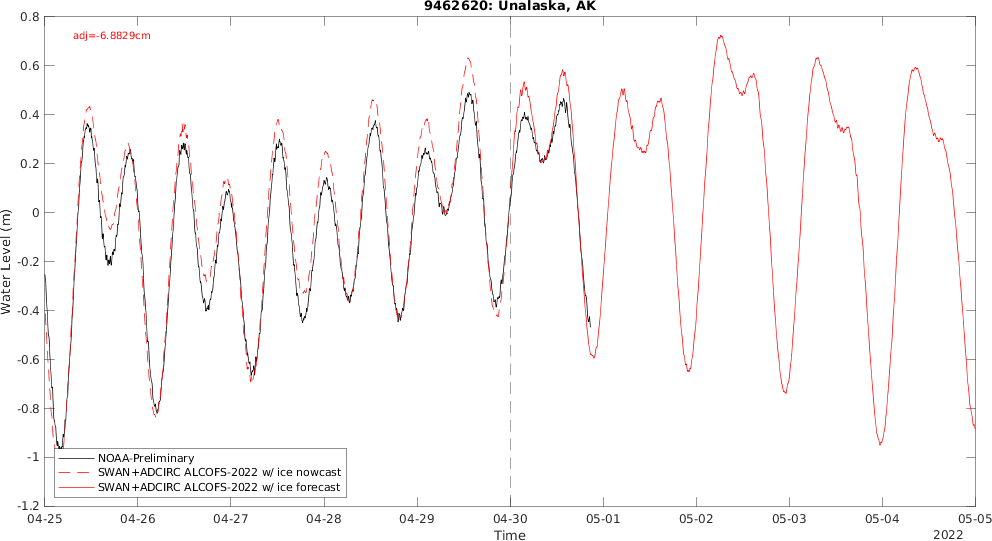 9462620: Unalaska, AK
adj=-6.8829cm
0.8
0.6
0.4
0.2
0
-0.2
-0.4
-0.6
-0.8
-1
-1.2
Water Level (m)
NOAA-Preliminary
SWAN+ADCIRC ALCOFS-2022 w/ ice nowcast
SWAN+ADCIRC ALCOFS-2022 w/ ice forecast
04-25 04-26 04-27 04-28 04-29 04-30 05-01 05-02 05-03 05-04 05-05
Time
2022